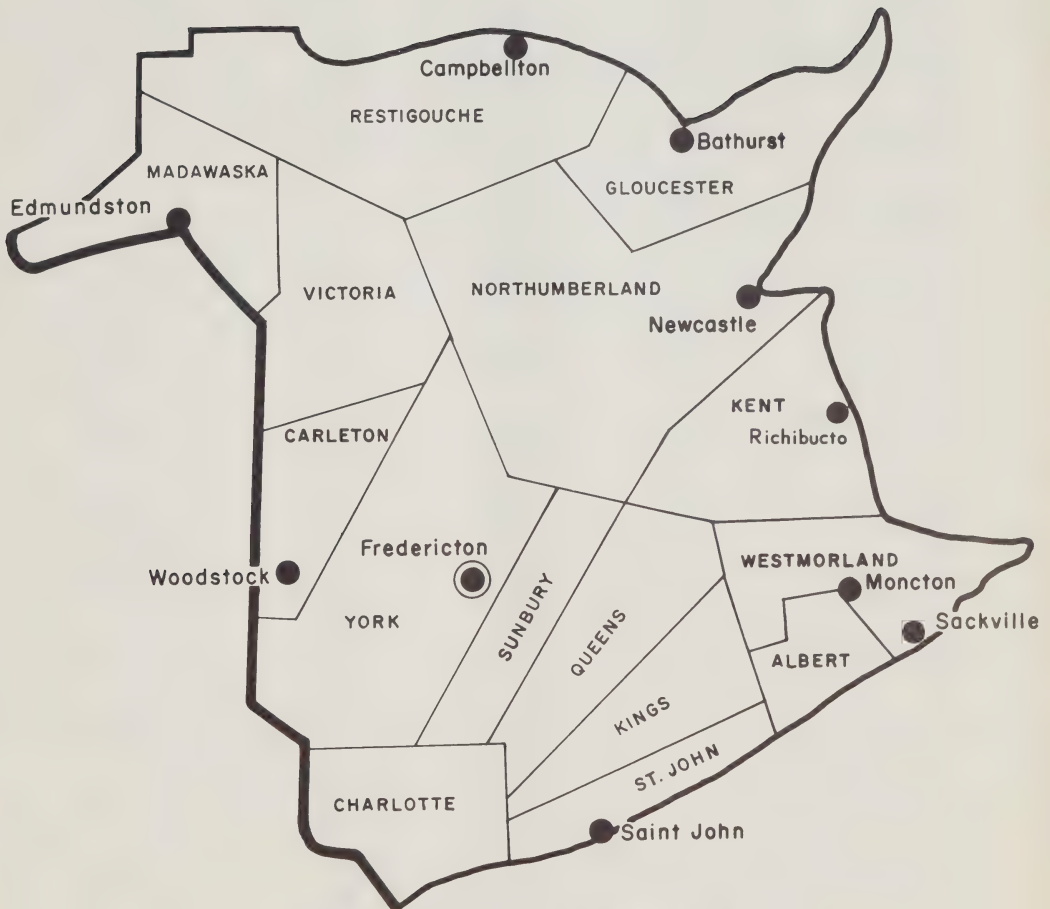 Campbellton
RESTIGOUCHE
Bathurst
MADAWASKA
GLOUCESTER
Edmundston
VICTORIA
NORTHUMBERLAND
Newcastle
KENT
Richibucto
CARLETON
Fredericton
WESTMORLAND
Woodstock
Moncton
SUNBURY
YORK
QUEENS
Sackville
ALBERT
KINGS
ST. JOHN
CHARLOTTE
Saint John